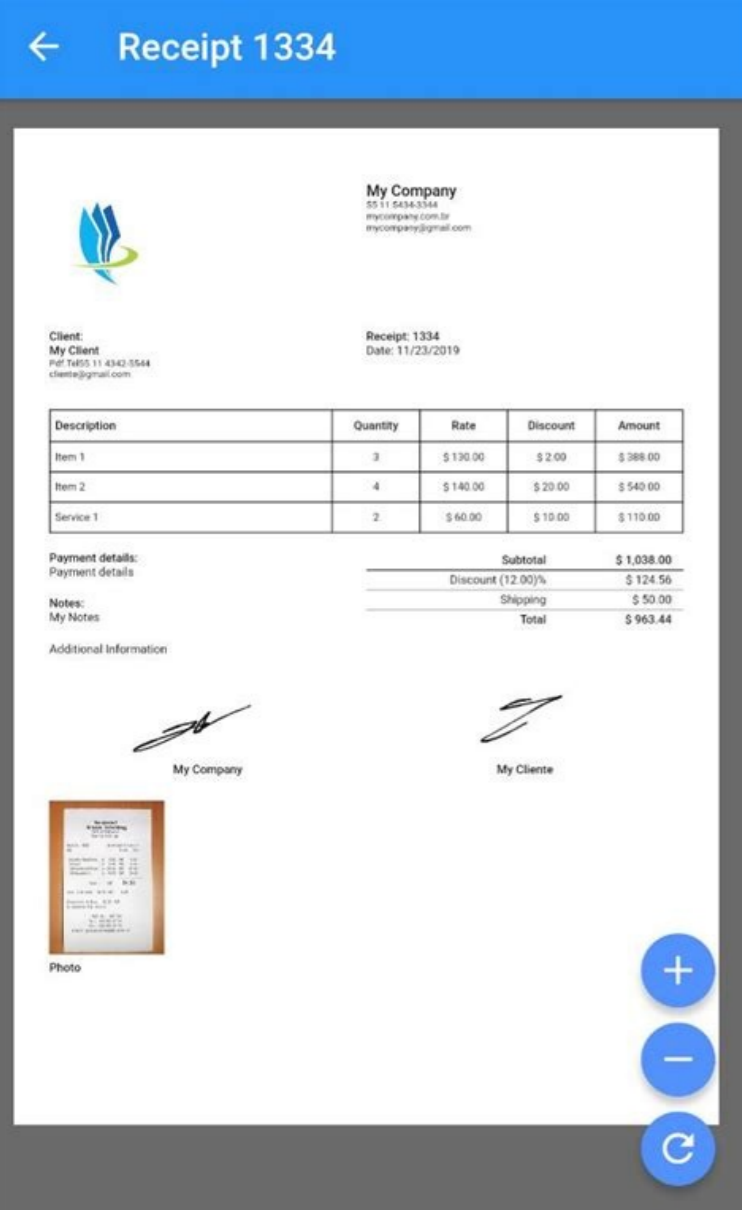 Receipt 1334
My Company
55 11 5434-3344
mycompany.com.br
mycompany@gmail.com
Client:
My Client
Pdf.Tel55 11 4342-5544
cliente@gmail.com
Receipt: 1334
Date: 11/23/2019
Description Quantity Rate Discount Amount
Item 1 3 $ 130.00 $ 2.00 $ 388.00
Item 2 4 $ 140.00 $ 20.00 $ 540.00
Service 1 2 $ 60.00 $ 10.00 $ 110.00
Payment details:
Payment details
Notes:
My Notes
Additional Information
Subtotal $ 1,038.00
Discount (12.00)% $ 124.56
Shipping $ 50.00
Total $ 963.44
My Company
My Cliente
Photo